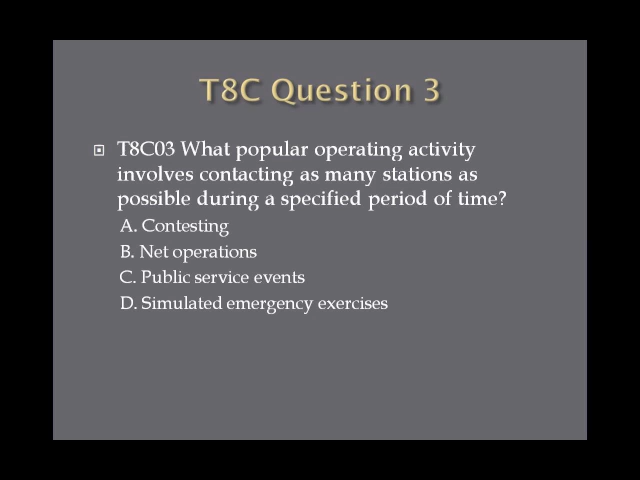 T8C Question 3
T8C03 What popular operating activity
involves contacting as many stations as
possible during a specified period of time?
A. Contesting
B. Net operations
C. Public service events
D. Simulated emergency exercises